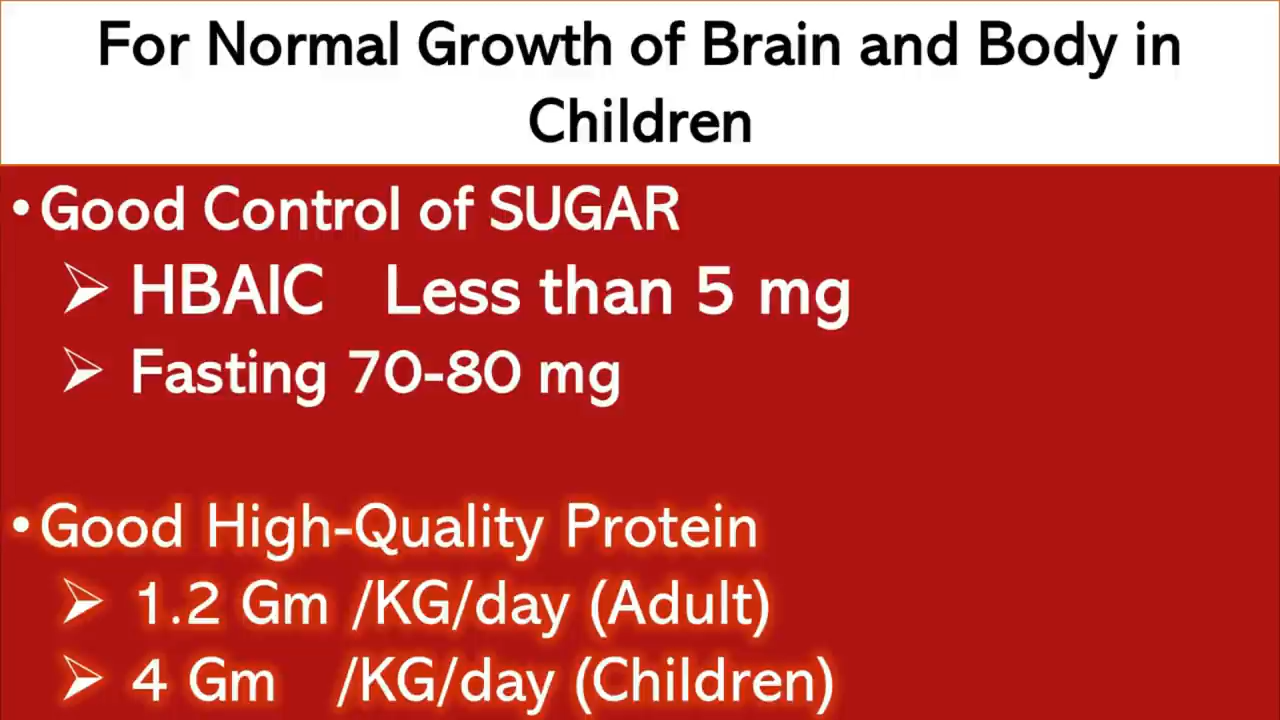 For Normal Growth of Brain and Body in
Children
•Good Control of SUGAR
➢ HBAIC Less than 5 mg
➢ Fasting 70-80 mg
•Good High-Quality Protein
➢ 1.2 Gm /KG/day (Adult)
➢ 4 Gm /KG/day (Children)